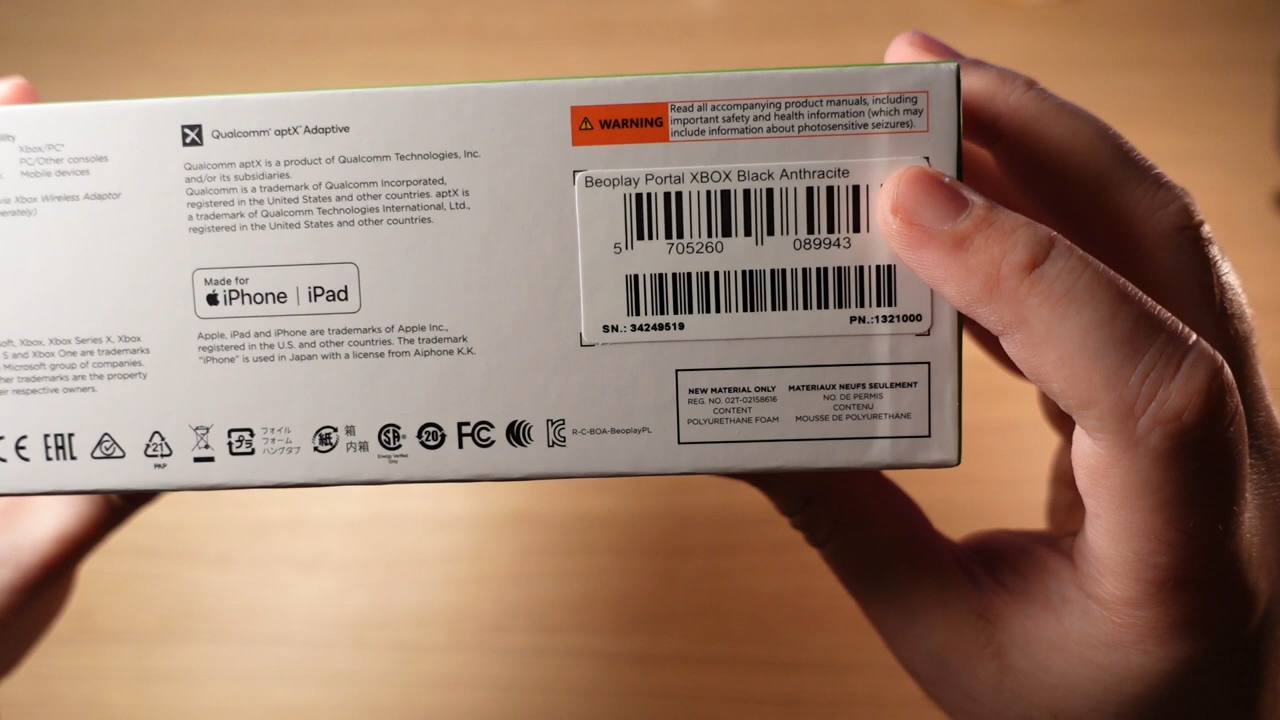 Xbox/PC*
PC/Other consoles
Mobile devices
Xbox Wireless Adaptor
Qualcomm® aptX™ Adaptive
Qualcomm aptX is a product of Qualcomm Technologies, Inc.
and/or its subsidiaries.
Qualcomm is a trademark of Qualcomm Incorporated,
registered in the United States and other countries. aptX is
a trademark of Qualcomm Technologies International, Ltd.,
registered in the United States and other countries.
Made for
iPhone | iPad
Apple, iPad and iPhone are trademarks of Apple Inc.,
registered in the U.S. and other countries. The trademark
"iPhone" is used in Japan with a license from Aiphone K.K.
Xbox, Xbox Series X, Xbox
S and Xbox One are trademarks
Microsoft group of companies.
trademarks are the property
respective owners.
WARNING
Read all accompanying product manuals, including
important safety and health information (which may
include information about photosensitive seizures).
Beoplay Portal XBOX Black Anthracite
5 705260 089943
SN.: 34249519 PN.:1321000
NEW MATERIAL ONLY
REG. NO. 02T-02158616
CONTENT
POLYURETHANE FOAM
MATERIAUX NEUFS SEULEMENT
NO. DE PERMIS
CONTENU
MOUSSE DE POLYURETHANE
CE
EAC
21
PAP
プラ
フォイル
フォーム
ハングタブ
紙
箱
内箱
SA
Energy Verified
Only
20
FC
R-C-BOA-BeoplayPL